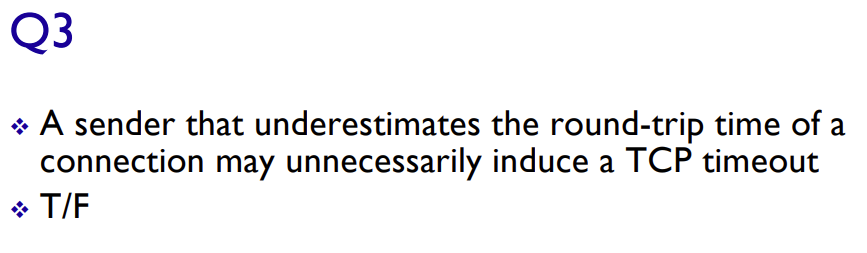 Q3
❖ A sender that underestimates the round-trip time of a
connection may unnecessarily induce a TCP timeout
❖ T/F